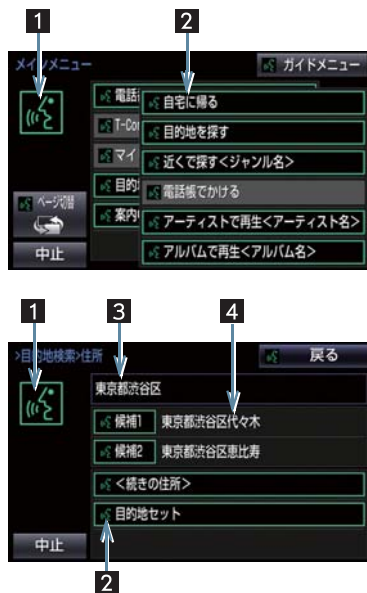 1
2
メインメニュー
ガイドメニュー
電話
自宅に帰る
T-Con
目的地を探す
マイ
近くで探す<ジャンル名>
電話帳でかける
目的
ページ切替
案内
アーティストで再生<アーティスト名>
アルバムで再生<アルバム名>
中止
1
3
4
>目的地検索>住所
戻る
東京都渋谷区
候補1 東京都渋谷区代々木
候補2 東京都渋谷区恵比寿
<続きの住所>
目的地セット
中止
2